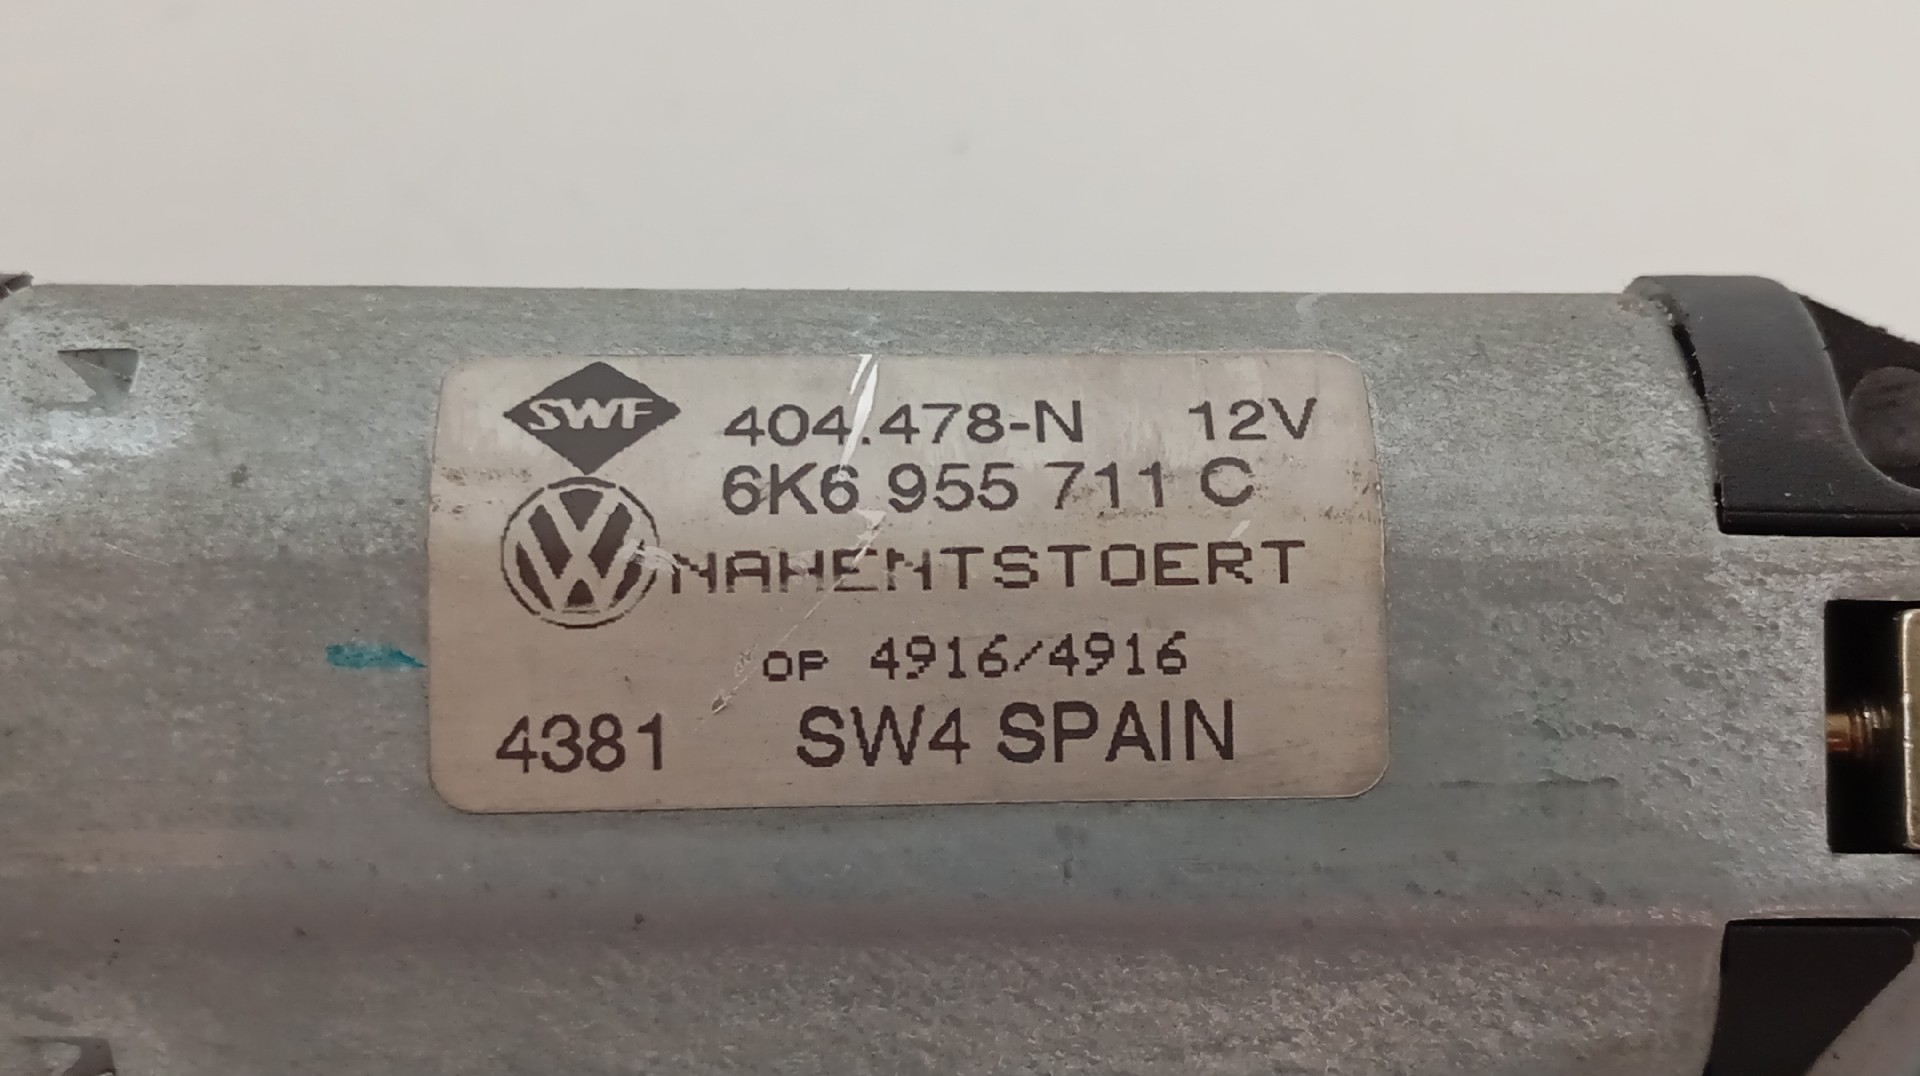 SWF 404.478-N 12V
6K6 955 711 C
NAHENTSTOERT
OP 4916/4916
4381 SW4 SPAIN